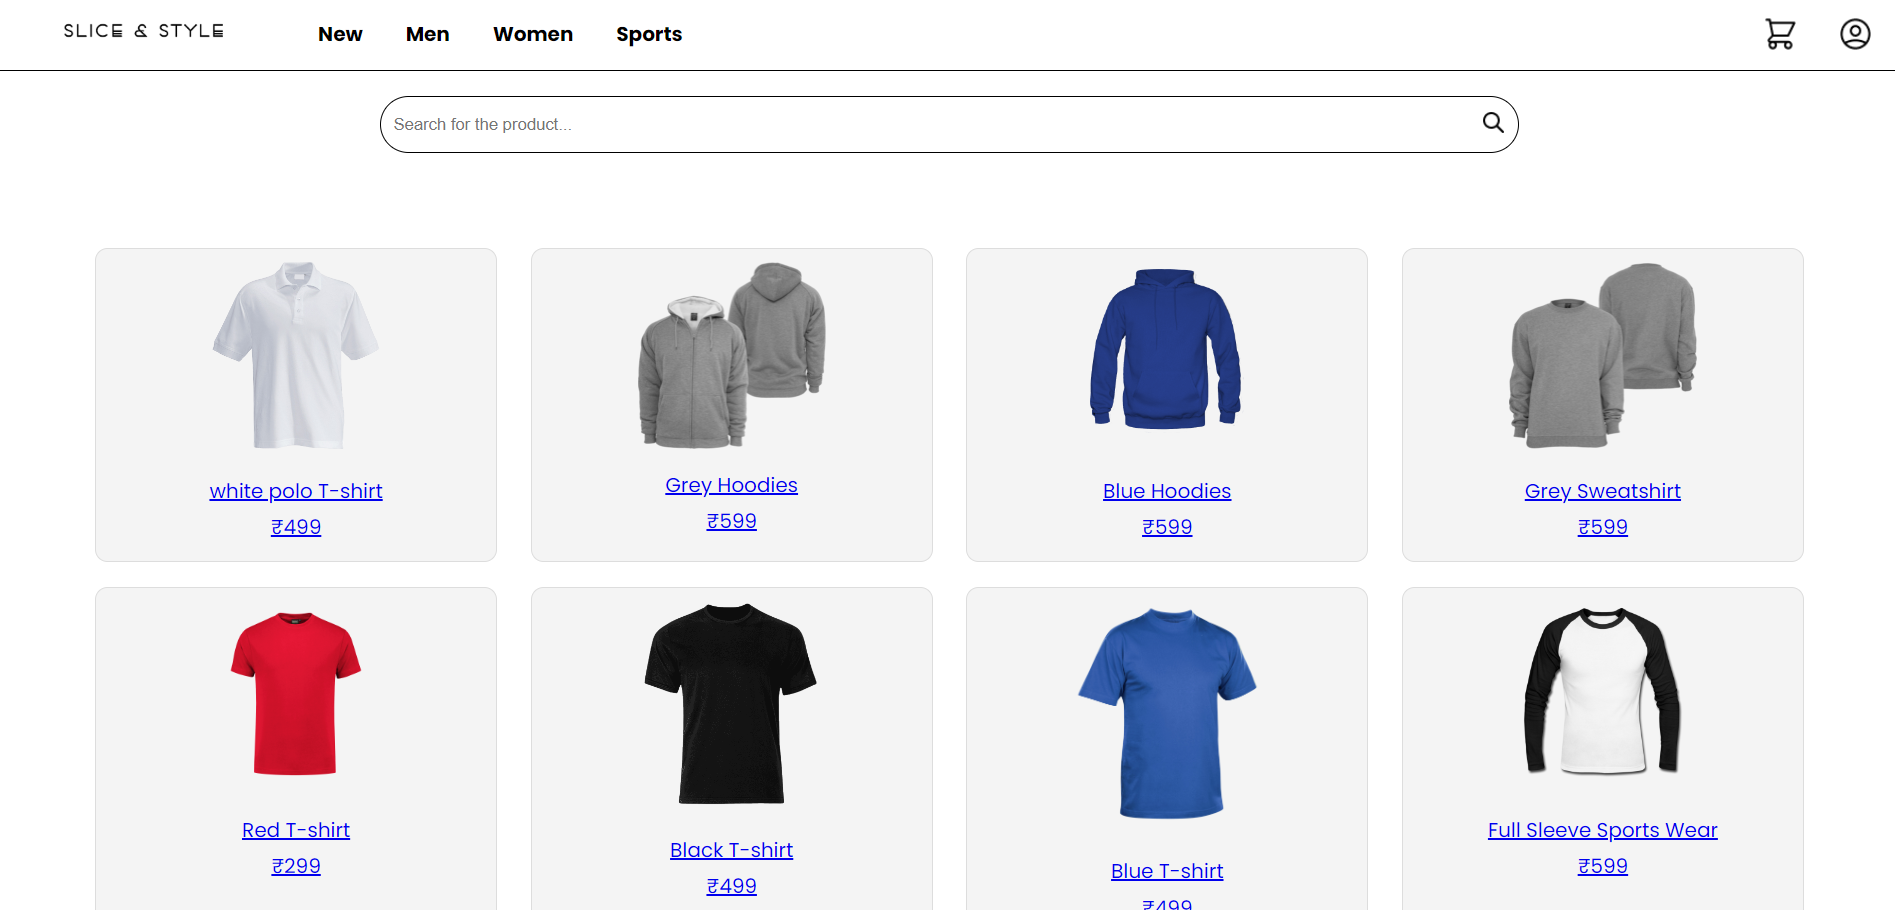 SLICE & STYLE
New
Men
Women
Sports
Search for the product...
white polo T-shirt
₹499
Grey Hoodies
₹599
Blue Hoodies
₹599
Grey Sweatshirt
₹599
Red T-shirt
₹299
Black T-shirt
₹499
Blue T-shirt
₹499
Full Sleeve Sports Wear
₹599